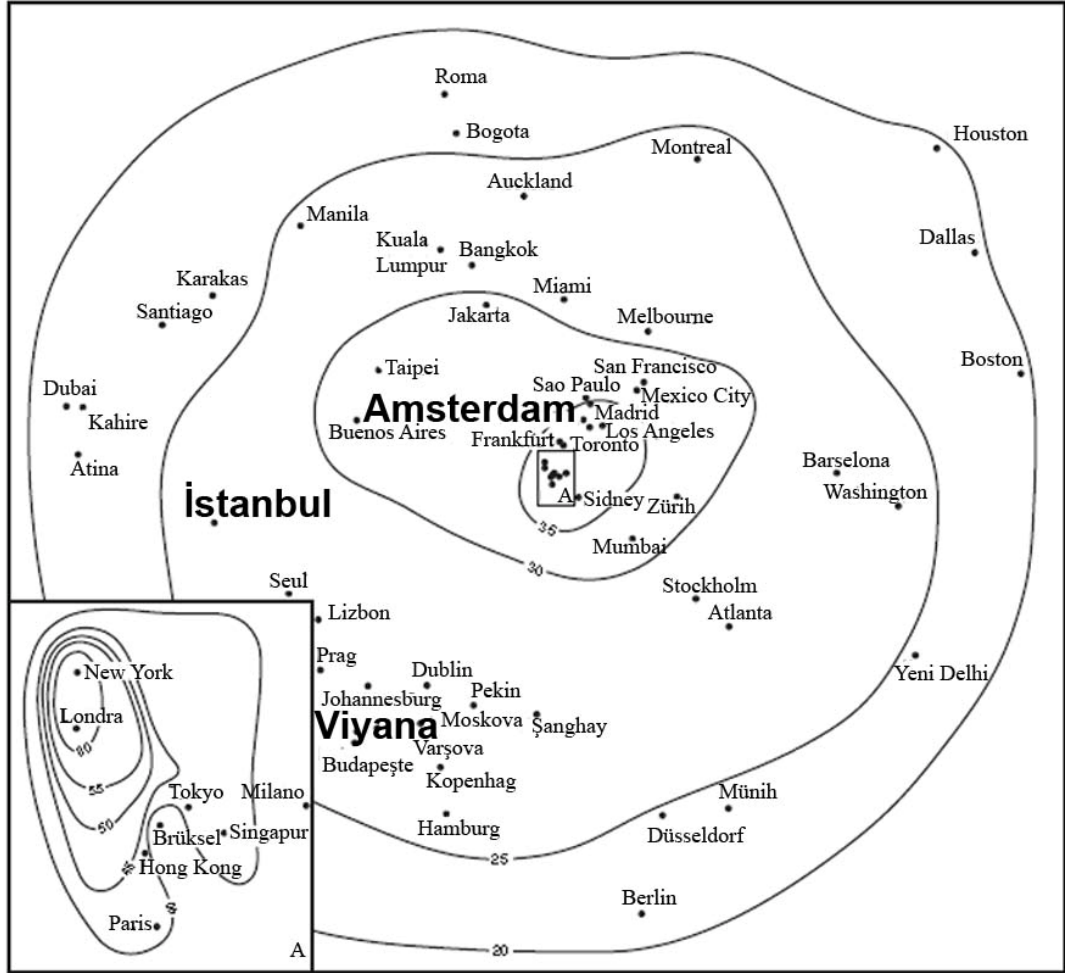 Roma
Bogota
Houston
Montreal
Auckland
Manila
Kuala
Lumpur
Bangkok
Dallas
Karakas
Santiago
Miami
Jakarta
Melbourne
Boston
Taipei
San Francisco
Dubai
Kahire
Sao Paulo
Mexico City
Amsterdam
Madrid
Buenos Aires
Los Angeles
Frankfurt
Toronto
Atina
Barselona
Washington
İstanbul
A
Sidney
Zürih
35
Mumbai
30
Seul
Stockholm
Lizbon
Atlanta
Prag
Dublin
New York
Yeni Delhi
Johannesburg
Pekin
Londra
Viyana
Moskova
Şanghay
80
Varşova
Budapeşte
Kopenhag
55
Tokyo
Milano
Münih
50
Hamburg
Düsseldorf
Brüksel
Singapur
25
Hong Kong
Berlin
Paris
A
20